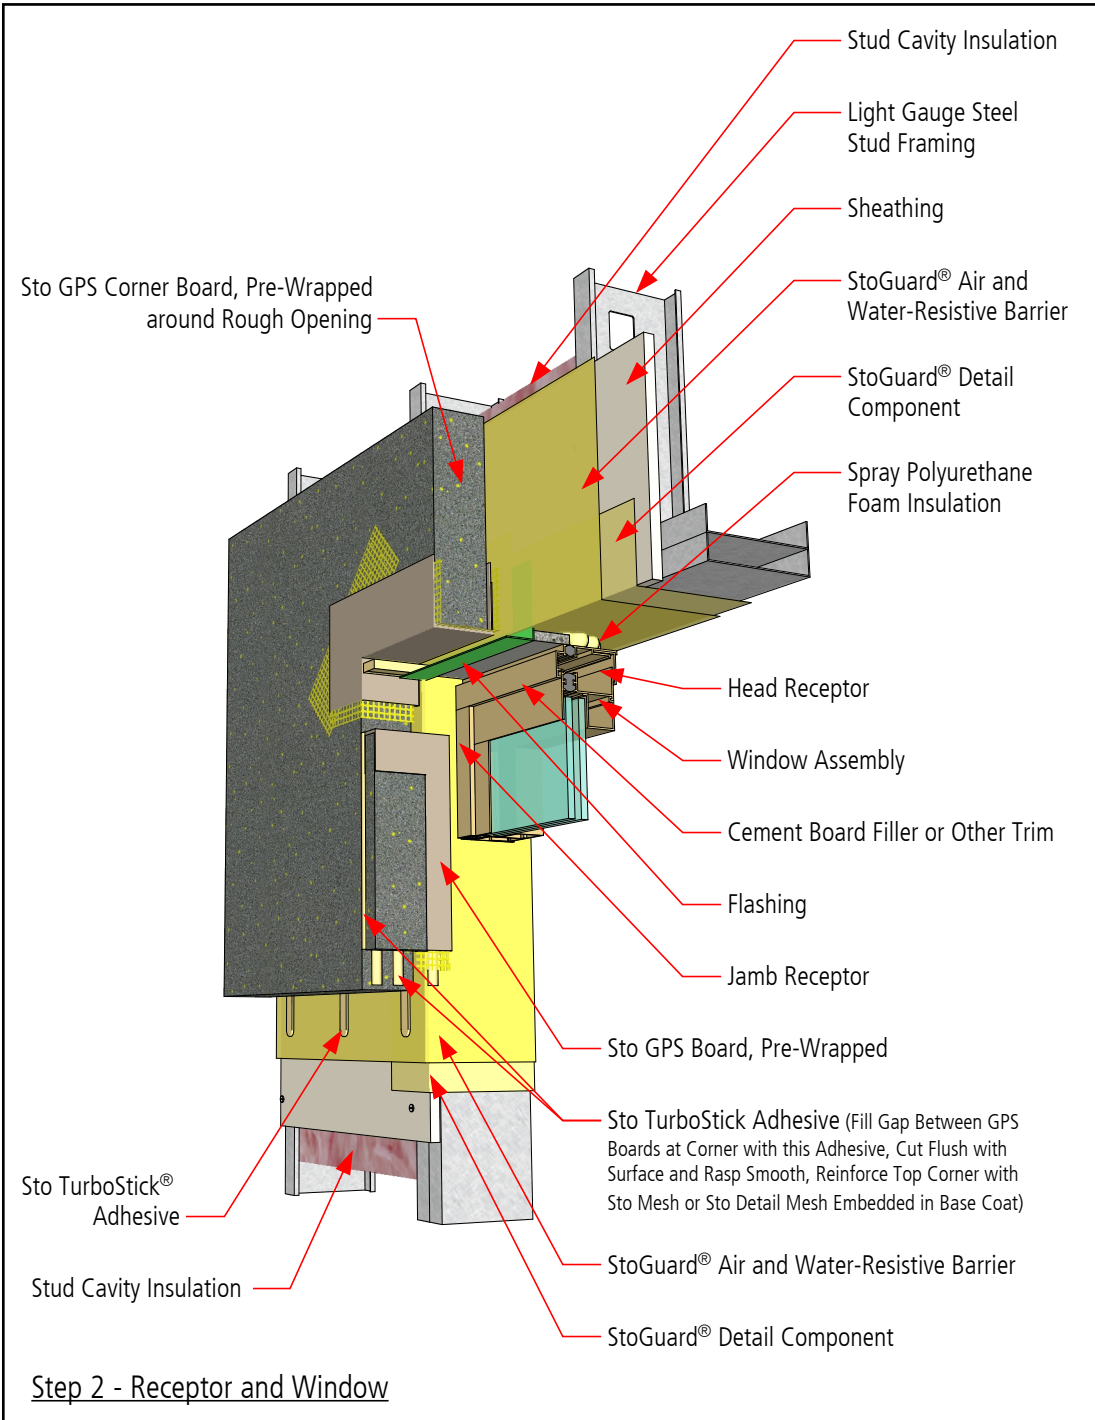 Stud Cavity Insulation
Light Gauge Steel
Stud Framing
Sheathing
StoGuard® Air and
Water-Resistive Barrier
StoGuard® Detail
Component
Spray Polyurethane
Foam Insulation
Sto GPS Corner Board, Pre-Wrapped
around Rough Opening
Head Receptor
Window Assembly
Cement Board Filler or Other Trim
Flashing
Jamb Receptor
Sto GPS Board, Pre-Wrapped
Sto TurboStick Adhesive (Fill Gap Between GPS
Boards at Corner with this Adhesive, Cut Flush with
Surface and Rasp Smooth, Reinforce Top Corner with
Sto Mesh or Sto Detail Mesh Embedded in Base Coat)
Sto TurboStick®
Adhesive
Stud Cavity Insulation
StoGuard® Air and Water-Resistive Barrier
StoGuard® Detail Component
Step 2 - Receptor and Window